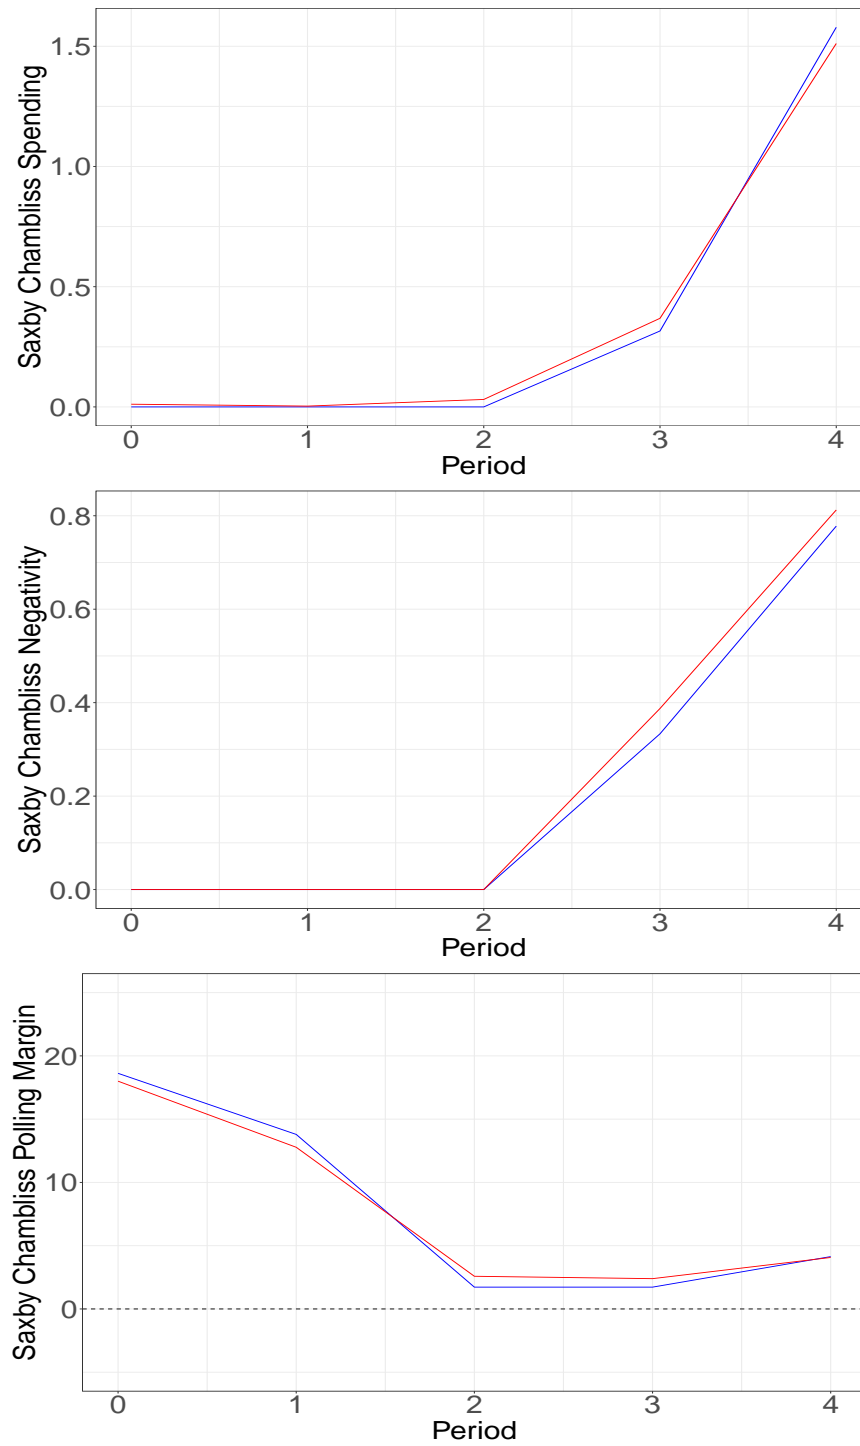 Saxby Chambliss Spending
1.5
1.0
0.5
0.0
0 1 2 3 4
Period
Saxby Chambliss Negativity
0.8
0.6
0.4
0.2
0.0
0 1 2 3 4
Period
Saxby Chambliss Polling Margin
20
10
0
0 1 2 3 4
Period